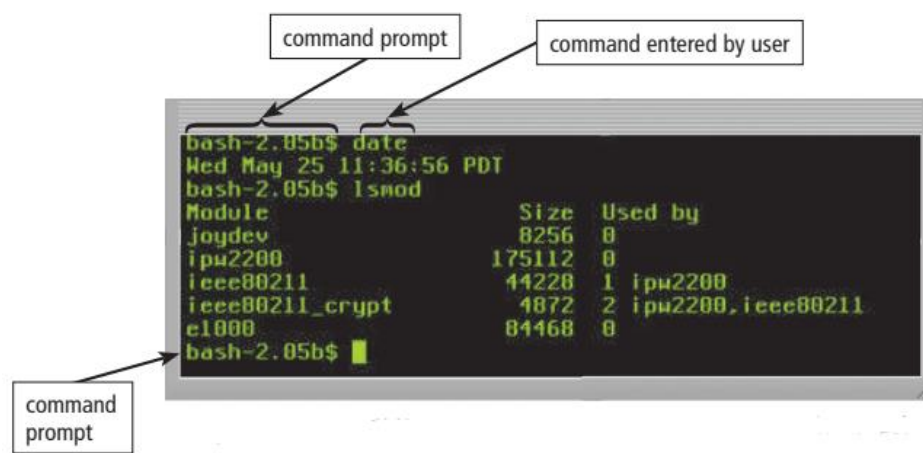 command prompt
command entered by user
bash-2.05b$ date
Wed May 25 11:36:56 PDT
bash-2.05b$ lsmod
Module Size Used by
joydev 8256 0
ipw2200 175112 0
ieee80211 44228 1 ipw2200
ieee80211_crypt 4872 2 ipw2200,ieee80211
e1000 84468 0
bash-2.05b$
command
prompt